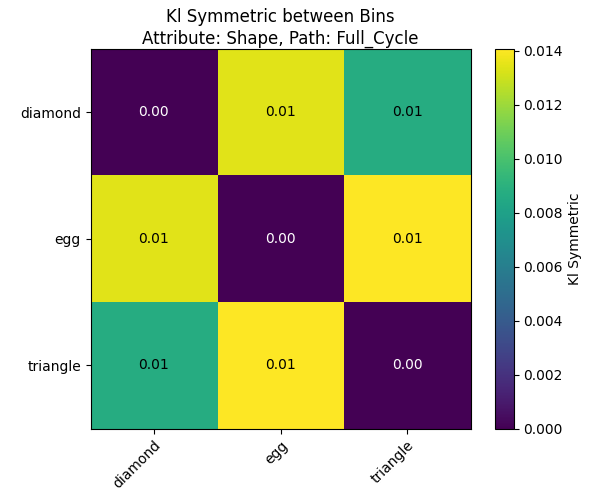 Kl Symmetric between Bins
Attribute: Shape, Path: Full_Cycle
diamond
0.00
0.01
0.01
egg
0.01
0.00
0.01
triangle
0.01
0.01
0.00
diamond
egg
triangle
0.014
0.012
0.010
0.008
0.006
0.004
0.002
0.000
Kl Symmetric